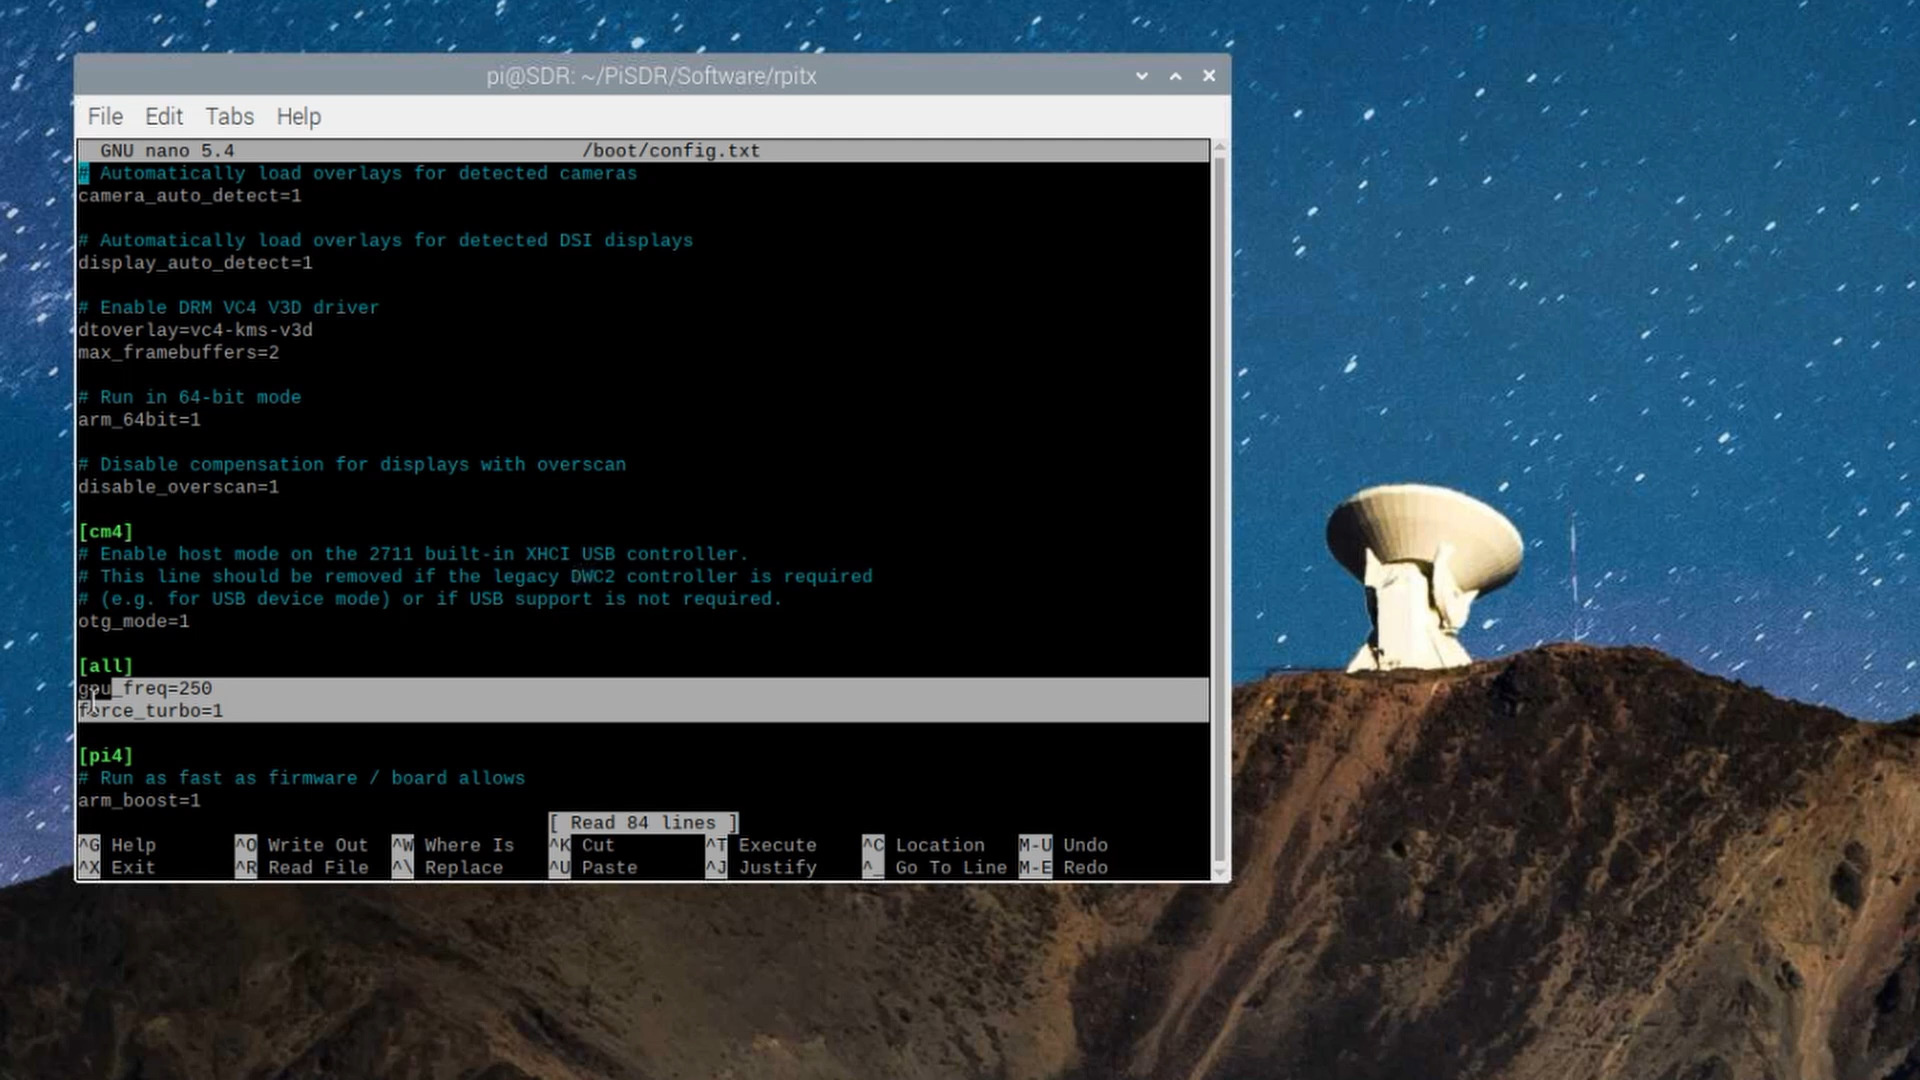 pi@SDR: ~/PiSDR/Software/rpitx
File Edit Tabs Help
GNU nano 5.4 /boot/config.txt
# Automatically load overlays for detected cameras
camera_auto_detect=1
# Automatically load overlays for detected DSI displays
display_auto_detect=1
# Enable DRM VC4 V3D driver
dtoverlay=vc4-kms-v3d
max_framebuffers=2
# Run in 64-bit mode
arm_64bit=1
# Disable compensation for displays with overscan
disable_overscan=1
[cm4]
# Enable host mode on the 2711 built-in XHCI USB controller.
# This line should be removed if the legacy DWC2 controller is required
# (e.g. for USB device mode) or if USB support is not required.
otg_mode=1
[all]
gpu_freq=250
force_turbo=1
[pi4]
# Run as fast as firmware / board allows
arm_boost=1
[ Read 84 lines ]
^G Help ^O Write Out ^W Where Is ^K Cut ^T Execute ^C Location M-U Undo
^X Exit ^R Read File ^\ Replace ^U Paste ^J Justify ^_ Go To Line M-E Redo